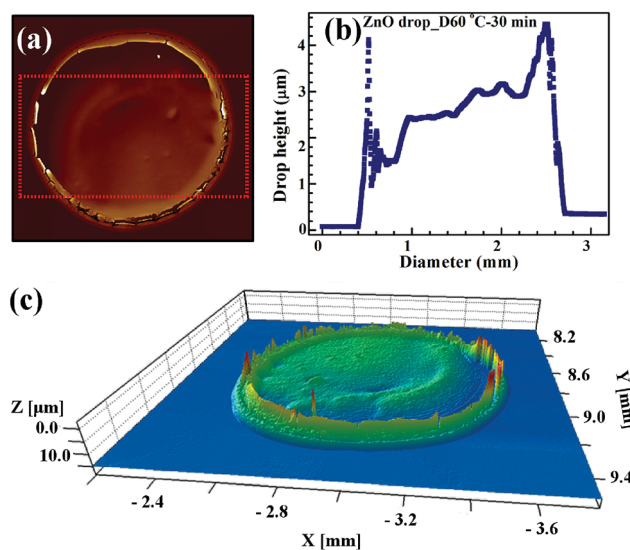 (a)
(b)
ZnO drop_D60 °C-30 min
4
3
2
1
0
Drop height (μm)
0
1
2
3
Diameter (mm)
(c)
Z [μm]
0.0
10.0
- 2.4
- 2.8
- 3.2
- 3.6
X [mm]
8.2
8.6
9.0
9.4
Y [mm]